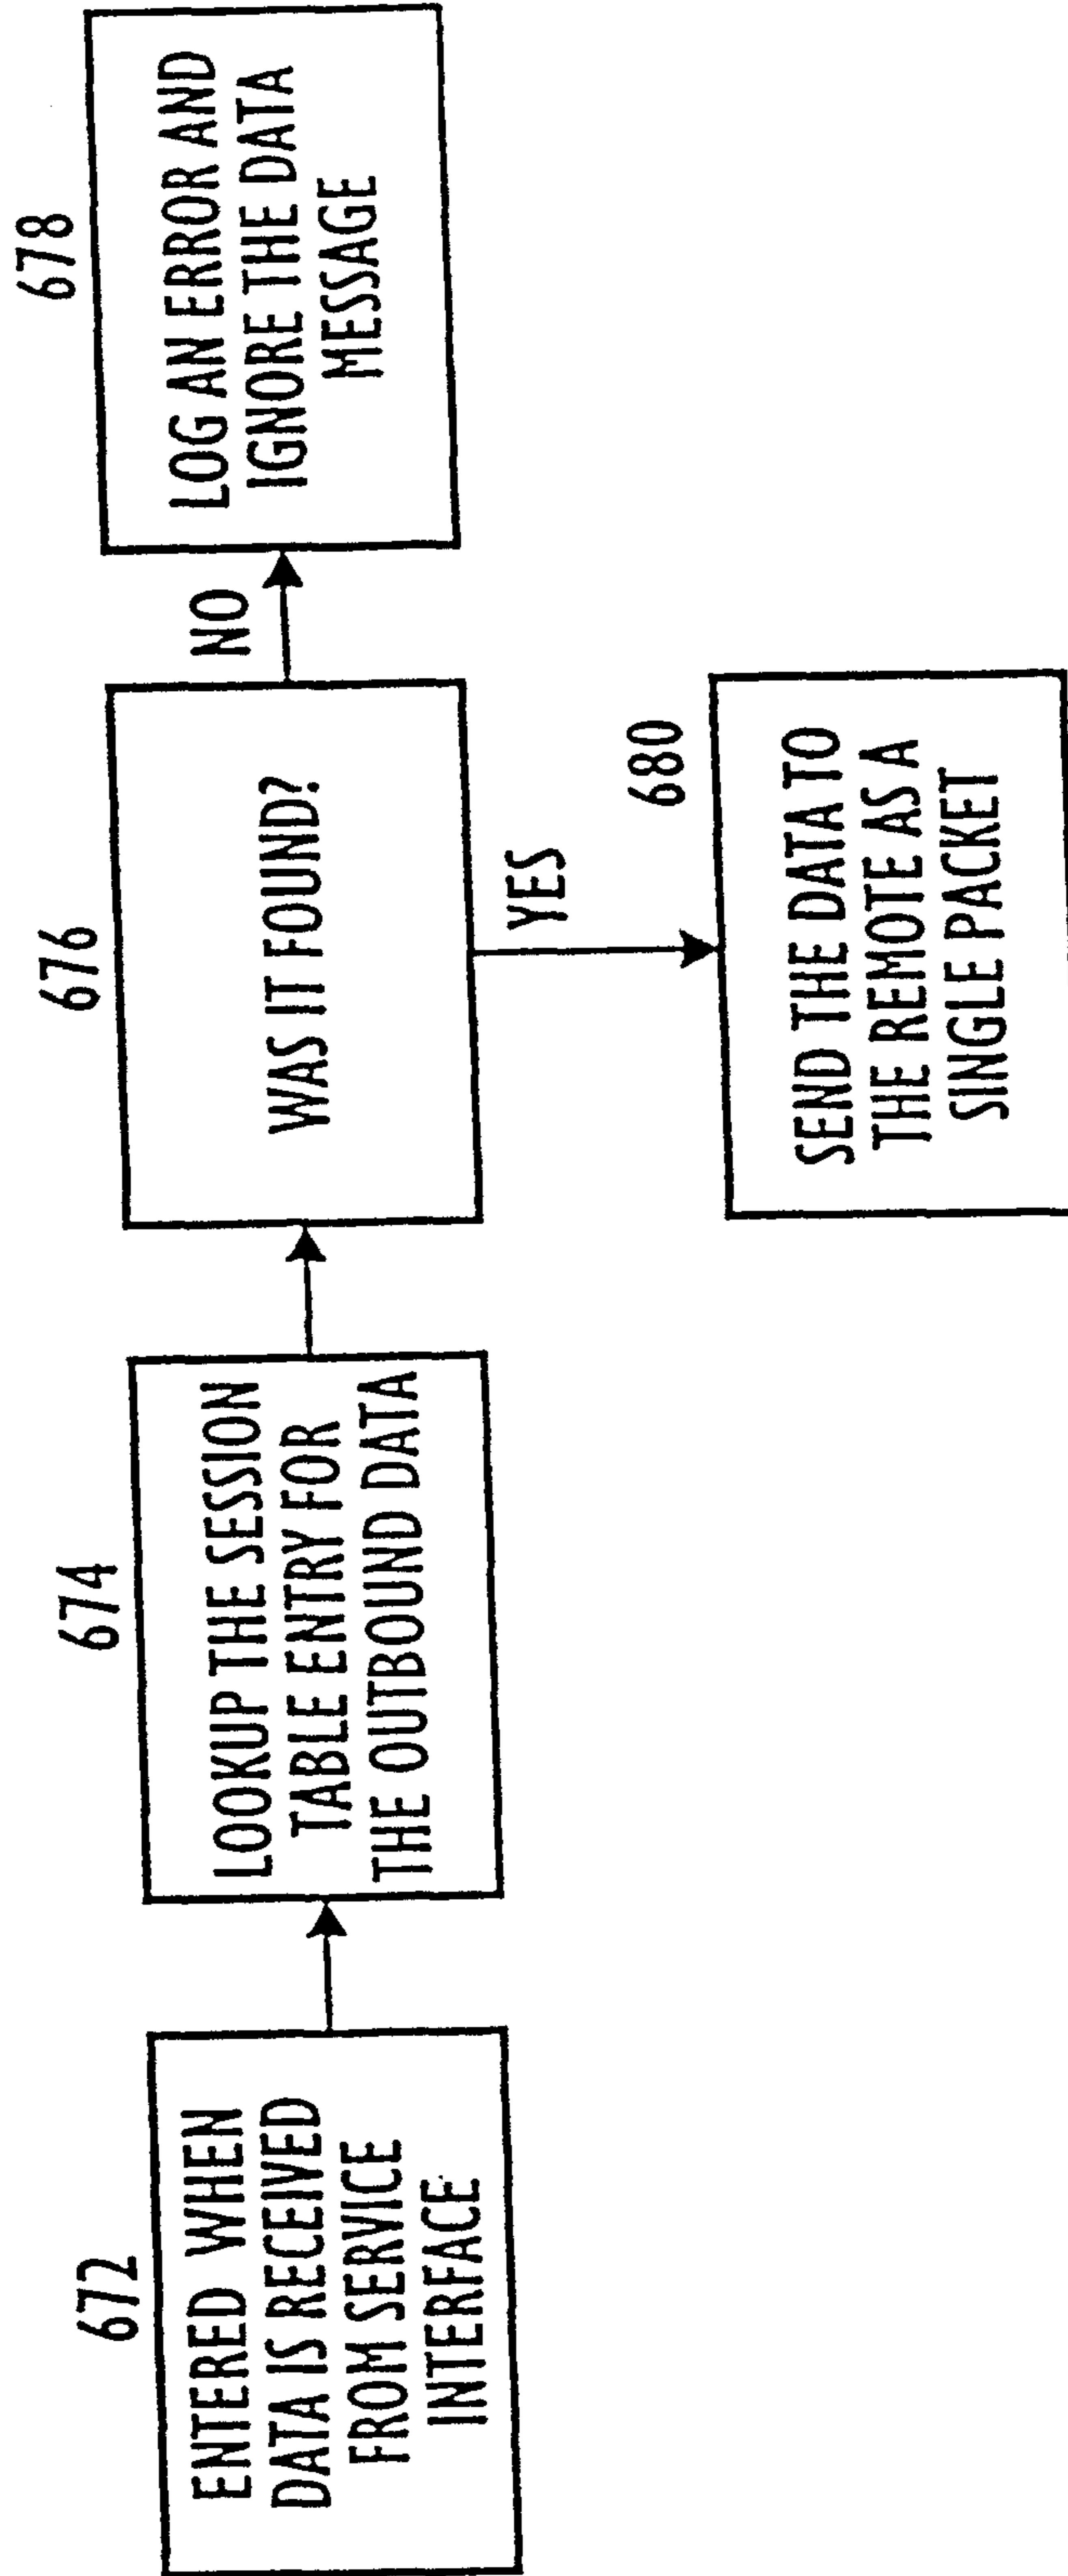 672
ENTERED WHEN
DATA IS RECEIVED
FROM SERVICE
INTERFACE
674
LOOKUP THE SESSION
TABLE ENTRY FOR
THE OUTBOUND DATA
676
WAS IT FOUND?
NO
678
LOG AN ERROR AND
IGNORE THE DATA
MESSAGE
YES
680
SEND THE DATA TO
THE REMOTE AS A
SINGLE PACKET